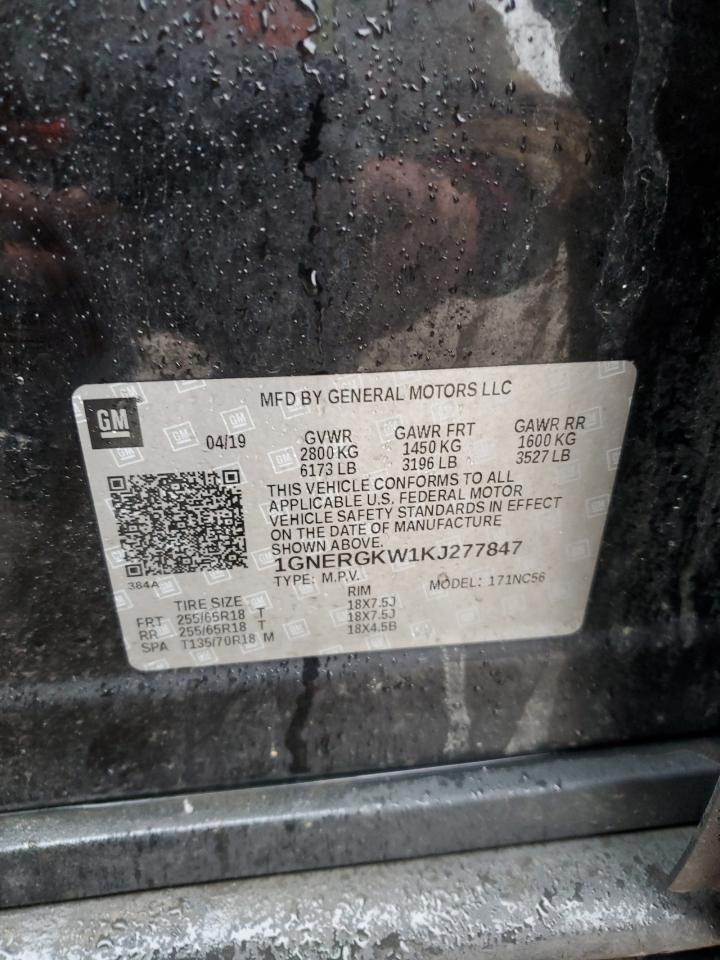 MFD BY GENERAL MOTORS LLC
GM
04/19 GVWR GAWR FRT GAWR RR
2800 KG 1450 KG 1600 KG
6173 LB 3196 LB 3527 LB
THIS VEHICLE CONFORMS TO ALL
APPLICABLE U.S. FEDERAL MOTOR
VEHICLE SAFETY STANDARDS IN EFFECT
ON THE DATE OF MANUFACTURE
SHOWN ABOVE.
384A
1GNERGKW1KJ277847
TYPE: M.P.V. MODEL: 171NC56
TIRE SIZE RIM
FRT 255/65R18 T 18X7.5J
RR 255/65R18 T 18X7.5J
SPA T135/70R18 M 18X4.5B